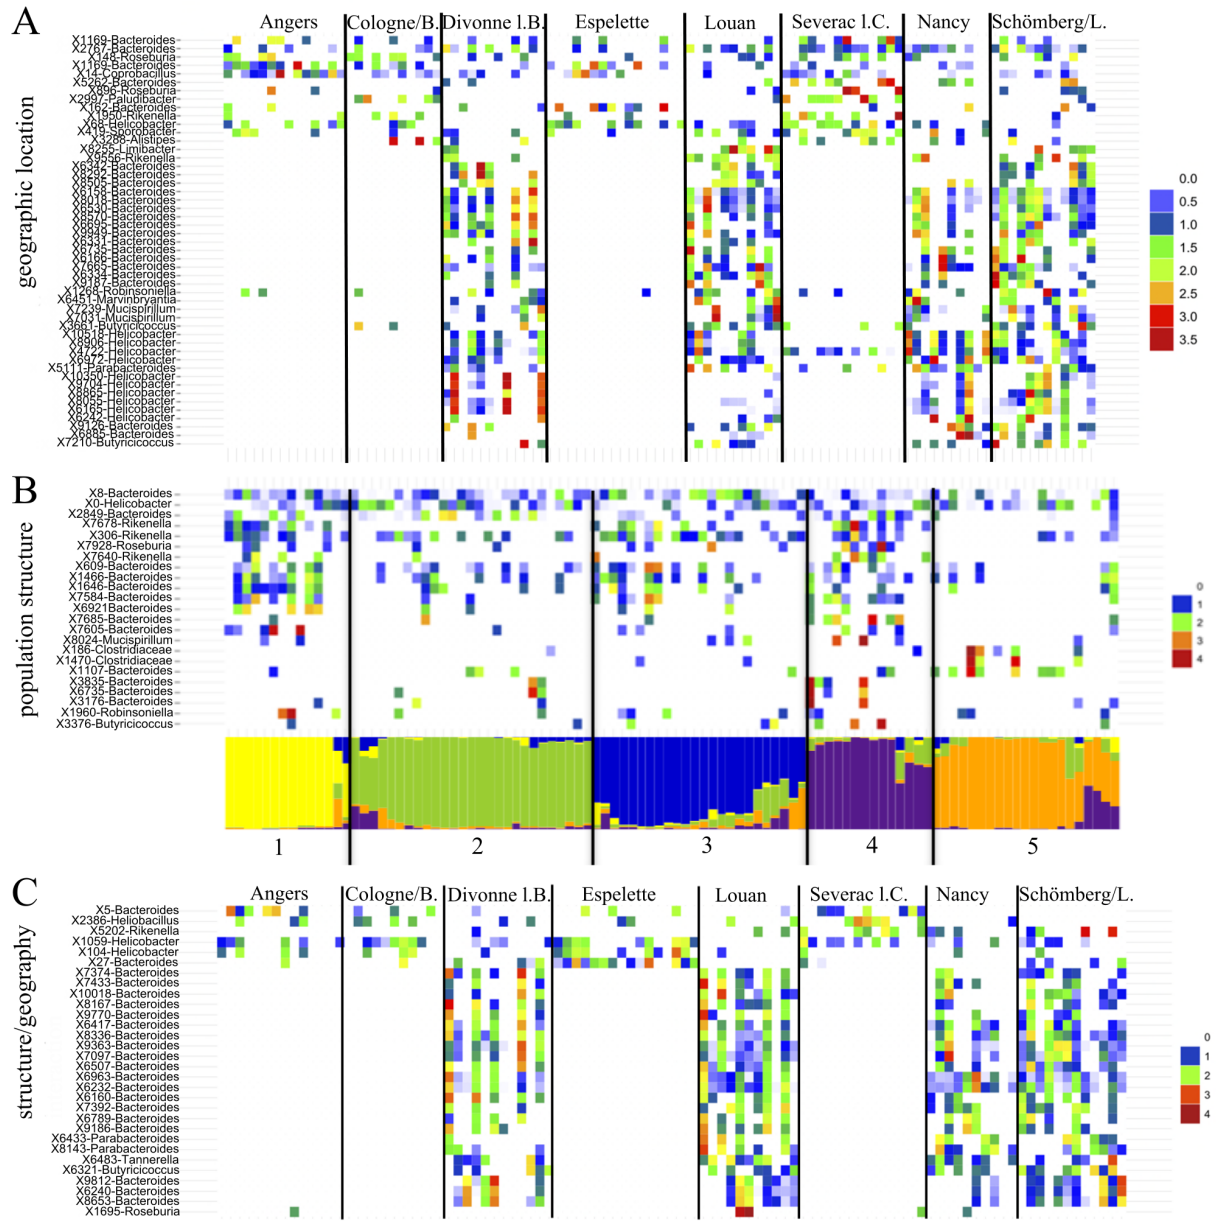 A
Angers Cologne/B. Divonne l.B. Espelette Louan Severac l.C. Nancy Schömberg/L.
geographic location
X1169-Bacteroides
X2767-Bacteroides
X148-Roseburia
X1169-Bacteroides
X14-Coprobacillus
X5262-Bacteroides
X896-Roseburia
X2997-Paludibacter
X162-Bacteroides
X1950-Rikenella
X68-Helicobacter
X419-Sporobacter
X3288-Alistipes
X8255-Limibacter
X9556-Rikenella
X6342-Bacteroides
X8292-Bacteroides
X8505-Bacteroides
X6158-Bacteroides
X8018-Bacteroides
X6530-Bacteroides
X8570-Bacteroides
X6695-Bacteroides
X9949-Bacteroides
X6331-Bacteroides
X6735-Bacteroides
X6166-Bacteroides
X7665-Bacteroides
X6334-Bacteroides
X9187-Bacteroides
X1268-Robinsoniella
X6451-Marvinbryantia
X7239-Mucispirillum
X7031-Mucispirillum
X3661-Butyricicoccus
X10518-Helicobacter
X8906-Helicobacter
X4722-Helicobacter
X6972-Helicobacter
X5111-Parabacteroides
X10350-Helicobacter
X9704-Helicobacter
X8865-Helicobacter
X8055-Helicobacter
X6165-Helicobacter
X6242-Helicobacter
X9126-Bacteroides
X6885-Bacteroides
X7210-Butyricicoccus
0.0
0.5
1.0
1.5
2.0
2.5
3.0
3.5
B
population structure
X8-Bacteroides
X0-Helicobacter
X2849-Bacteroides
X7678-Rikenella
X306-Rikenella
X7928-Roseburia
X7640-Rikenella
X609-Bacteroides
X1466-Bacteroides
X1646-Bacteroides
X7584-Bacteroides
X6921Bacteroides
X7685-Bacteroides
X7605-Bacteroides
X8024-Mucispirillum
X186-Clostridiaceae
X1470-Clostridiaceae
X1107-Bacteroides
X3835-Bacteroides
X6735-Bacteroides
X3176-Bacteroides
X1960-Robinsoniella
X3376-Butyricicoccus
0
1
2
3
4
1 2 3 4 5
C
Angers Cologne/B. Divonne l.B. Espelette Louan Severac l.C. Nancy Schömberg/L.
structure/geography
X5-Bacteroides
X2386-Heliobacillus
X5202-Rikenella
X1059-Helicobacter
X104-Helicobacter
X27-Bacteroides
X7374-Bacteroides
X7433-Bacteroides
X10018-Bacteroides
X8167-Bacteroides
X9770-Bacteroides
X6417-Bacteroides
X8336-Bacteroides
X9363-Bacteroides
X7097-Bacteroides
X6507-Bacteroides
X6963-Bacteroides
X6232-Bacteroides
X6160-Bacteroides
X7392-Bacteroides
X6789-Bacteroides
X9186-Bacteroides
X6433-Parabacteroides
X8143-Parabacteroides
X6483-Tannerella
X6321-Butyricicoccus
X9812-Bacteroides
X6240-Bacteroides
X8653-Bacteroides
X1695-Roseburia
0
1
2
3
4